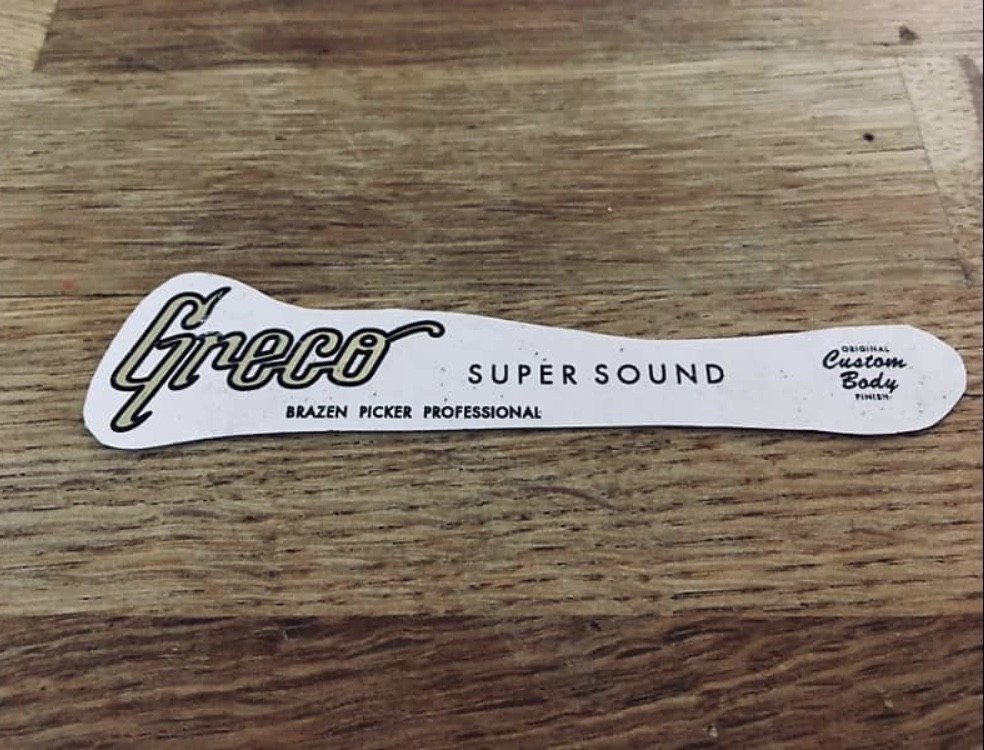 Greco
SUPER SOUND
BRAZEN PICKER PROFESSIONAL
ORIGINAL
Custom
Body
FINISH